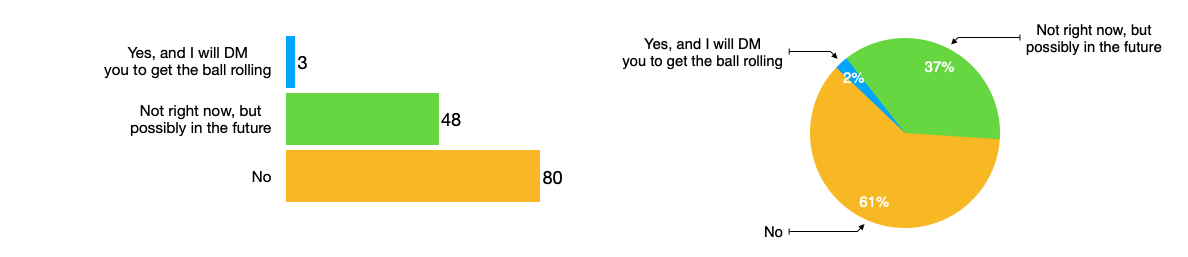 Yes, and I will DM
you to get the ball rolling
3
Not right now, but
possibly in the future
48
No
80
Yes, and I will DM
you to get the ball rolling
2%
Not right now, but
possibly in the future
37%
61%
No